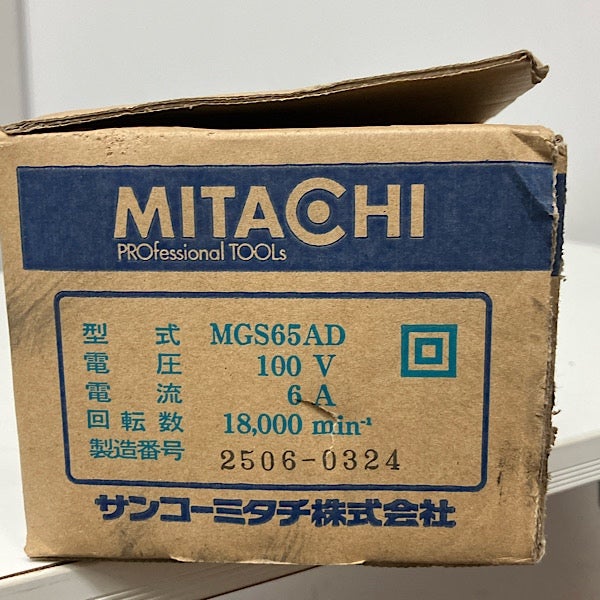 MITACHI
PROfessional TOOLs
型式 MGS65AD
電圧 100 V
電流 6 A
回転数 18,000 min⁻¹
製造番号 2506-0324
サンコーミタチ株式会社